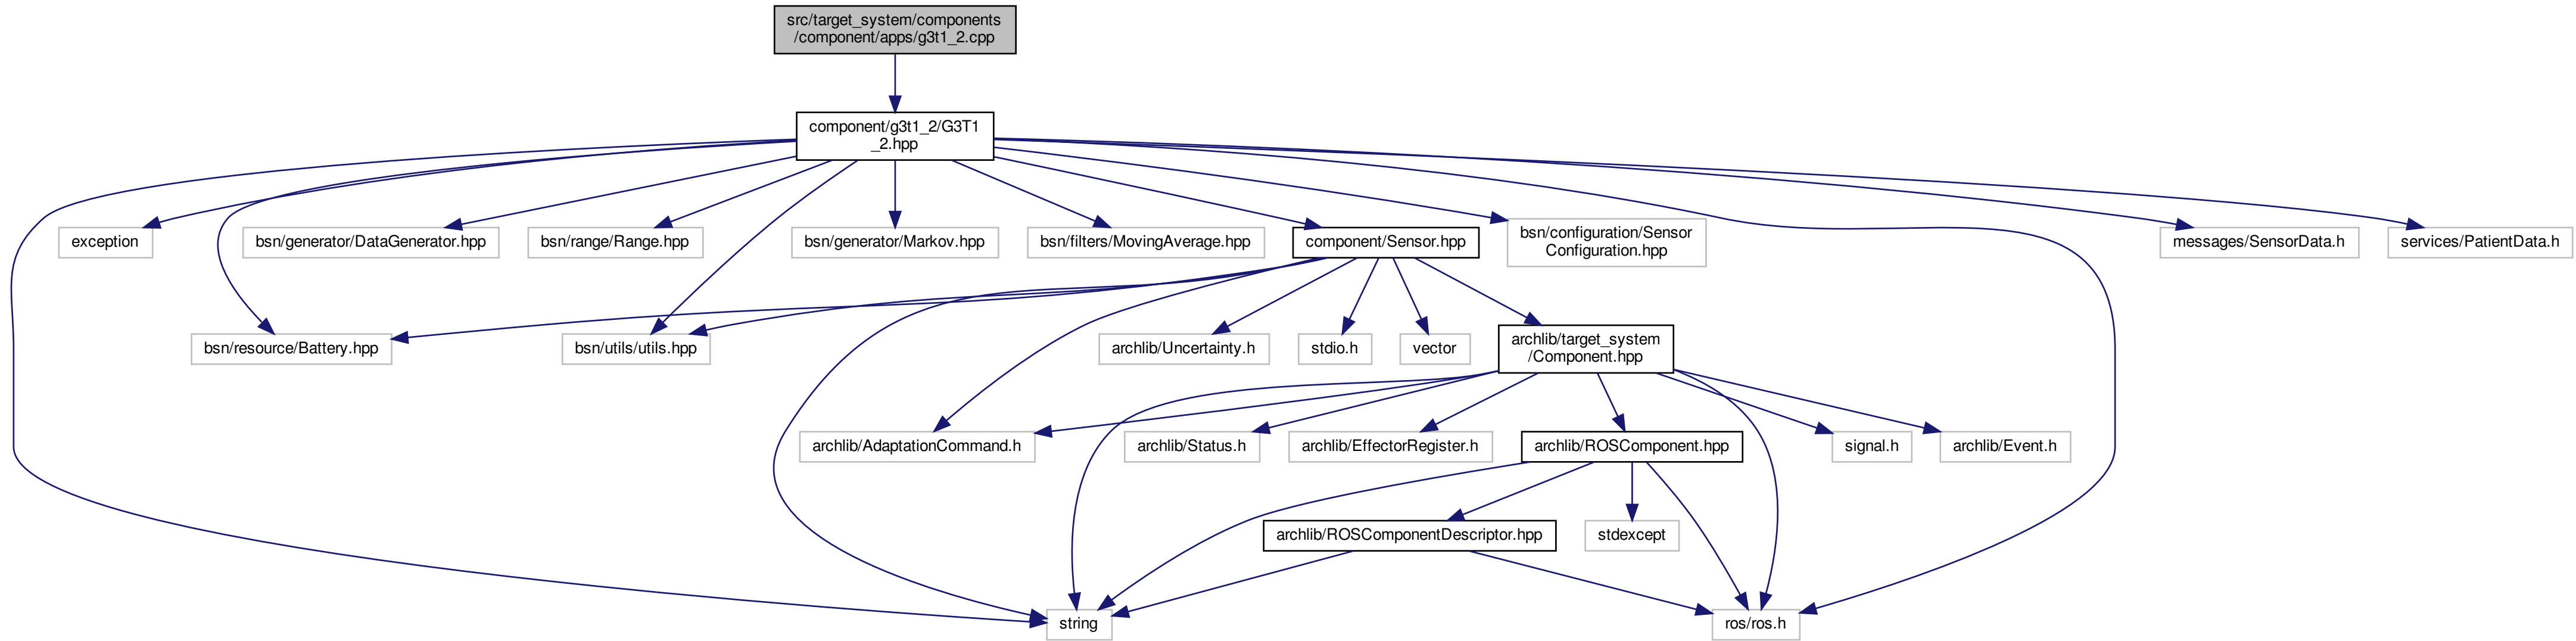 src/target_system/components
/component/apps/g3t1_2.cpp
component/g3t1_2/G3T1
_2.hpp
exception
bsn/generator/DataGenerator.hpp
bsn/range/Range.hpp
bsn/generator/Markov.hpp
bsn/filters/MovingAverage.hpp
component/Sensor.hpp
bsn/configuration/Sensor
Configuration.hpp
messages/SensorData.h
services/PatientData.h
bsn/resource/Battery.hpp
bsn/utils/utils.hpp
archlib/Uncertainty.h
stdio.h
vector
archlib/target_system
/Component.hpp
archlib/AdaptationCommand.h
archlib/Status.h
archlib/EffectorRegister.h
archlib/ROSComponent.hpp
signal.h
archlib/Event.h
archlib/ROSComponentDescriptor.hpp
stdexcept
string
ros/ros.h